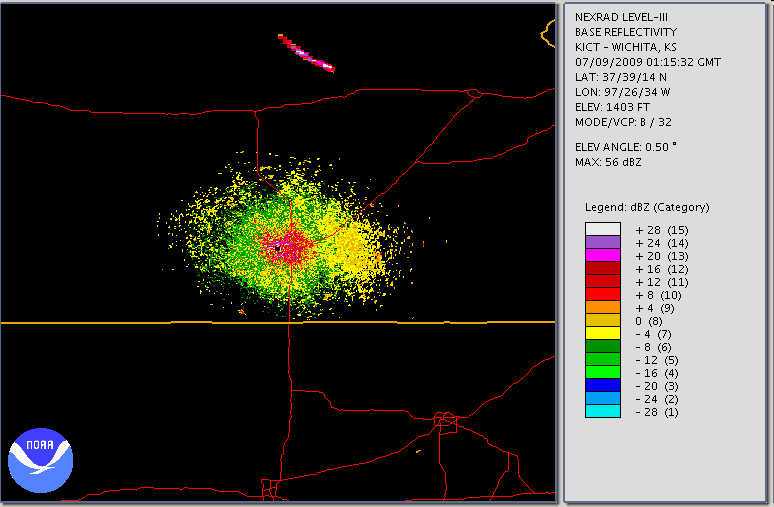 NEXRAD LEVEL-III
BASE REFLECTIVITY
KICT - WICHITA, KS
07/09/2009 01:15:32 GMT
LAT: 37/39/14 N
LON: 97/26/34 W
ELEV: 1403 FT
MODE/VCP: B / 32
ELEV ANGLE: 0.50 °
MAX: 56 dBZ
Legend: dBZ (Category)
+ 28 (15)
+ 24 (14)
+ 20 (13)
+ 16 (12)
+ 12 (11)
+ 8 (10)
+ 4 (9)
0 (8)
- 4 (7)
- 8 (6)
- 12 (5)
- 16 (4)
- 20 (3)
- 24 (2)
- 28 (1)
NOAA